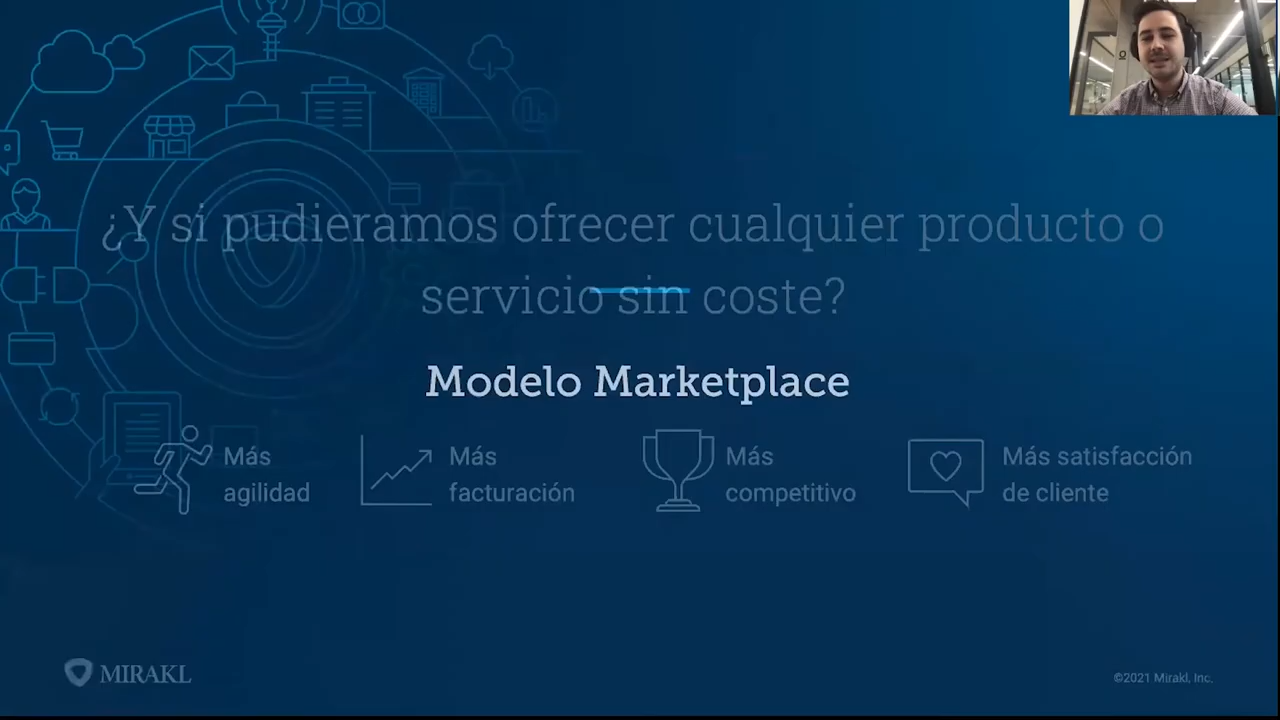 ¿Y si pudieramos ofrecer cualquier producto o
servicio sin coste?
Modelo Marketplace
Más
agilidad
Más
facturación
Más
competitivo
Más satisfacción
de cliente
MIRAKL
©2021 Mirakl, Inc.